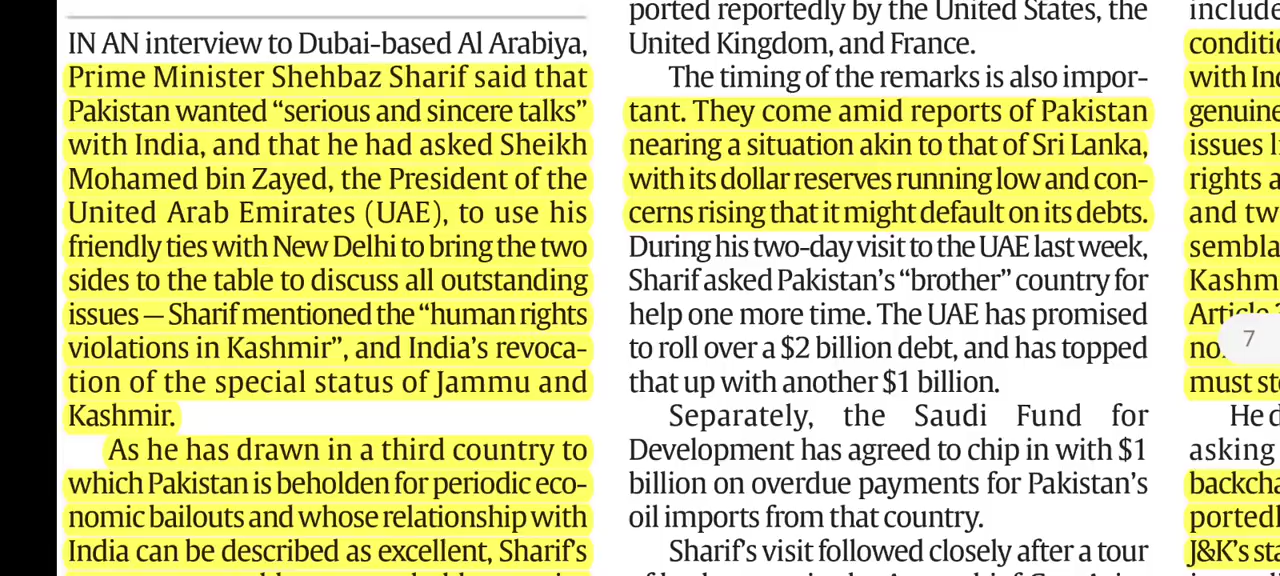 IN AN interview to Dubai-based Al Arabiya,
Prime Minister Shehbaz Sharif said that
Pakistan wanted “serious and sincere talks”
with India, and that he had asked Sheikh
Mohamed bin Zayed, the President of the
United Arab Emirates (UAE), to use his
friendly ties with New Delhi to bring the two
sides to the table to discuss all outstanding
issues — Sharif mentioned the “human rights
violations in Kashmir”, and India’s revoca-
tion of the special status of Jammu and
Kashmir.
As he has drawn in a third country to
which Pakistan is beholden for periodic eco-
nomic bailouts and whose relationship with
India can be described as excellent, Sharif’s
ported reportedly by the United States, the
United Kingdom, and France.
The timing of the remarks is also impor-
tant. They come amid reports of Pakistan
nearing a situation akin to that of Sri Lanka,
with its dollar reserves running low and con-
cerns rising that it might default on its debts.
During his two-day visit to the UAE last week,
Sharif asked Pakistan’s “brother” country for
help one more time. The UAE has promised
to roll over a $2 billion debt, and has topped
that up with another $1 billion.
Separately, the Saudi Fund for
Development has agreed to chip in with $1
billion on overdue payments for Pakistan’s
oil imports from that country.
Sharif’s visit followed closely after a tour
include
conditi
with Ind
genuine
issues
rights a
and tw
sembla
Kashm
Article
no
must st
He d
asking
backcha
portedl
J&K’s sta
7